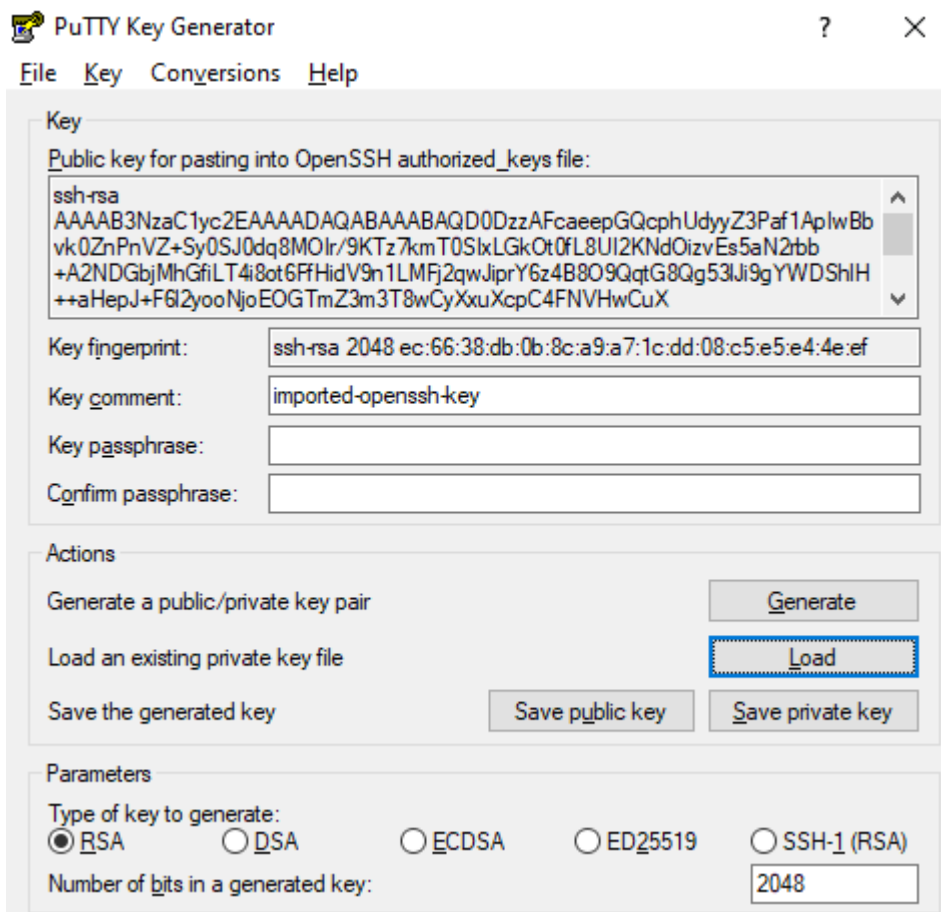 PuTTY Key Generator
File Key Conversions Help
Key
Public key for pasting into OpenSSH authorized_keys file:
ssh-rsa
AAAAB3NzaC1yc2EAAAADAQABAAABAQD0DzzAFcaeepGQcphUdyyZ3Paf1ApIwBb
vk0ZnPnVZ+Sy0SJ0dq8MOIr/9KTz7kmT0SIxLGkOt0fL8UI2KNdOizvEs5aN2rbb
+A2NDGbjMhGfiLT4i8ot6FfHidV9n1LMFj2qwJiprY6z4B8O9QqtG8Qg53lJi9gYWDShIH
++aHepJ+F6l2yooNjoEOGTmZ3m3T8wCyXxuXcpC4FNVHwCuX
Key fingerprint: ssh-rsa 2048 ec:66:38:db:0b:8c:a9:a7:1c:dd:08:c5:e5:e4:4e:ef
Key comment: imported-openssh-key
Key passphrase:
Confirm passphrase:
Actions
Generate a public/private key pair Generate
Load an existing private key file Load
Save the generated key Save public key Save private key
Parameters
Type of key to generate:
RSA DSA ECDSA ED25519 SSH-1 (RSA)
Number of bits in a generated key: 2048